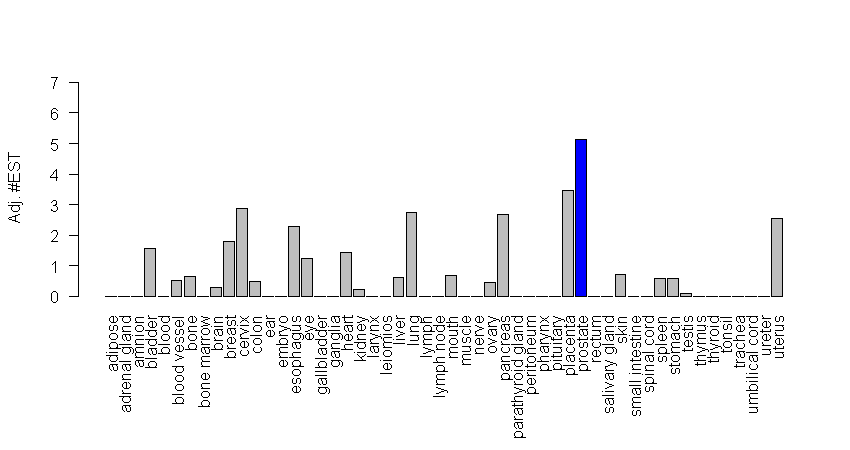 Adj. #EST
7
6
5
4
3
2
1
0
adipose
adrenal gland
amnion
bladder
blood
blood vessel
bone
bone marrow
brain
breast
cervix
colon
ear
embryo
esophagus
eye
gallbladder
ganglia
heart
kidney
larynx
leiomios
liver
lung
lymph
lymph node
mouth
muscle
nerve
ovary
pancreas
parathyroid gland
peritoneum
pharynx
pituitary
placenta
prostate
rectum
salivary gland
skin
small intestine
spinal cord
spleen
stomach
testis
thymus
thyroid
tonsil
trachea
umbilical cord
ureter
uterus